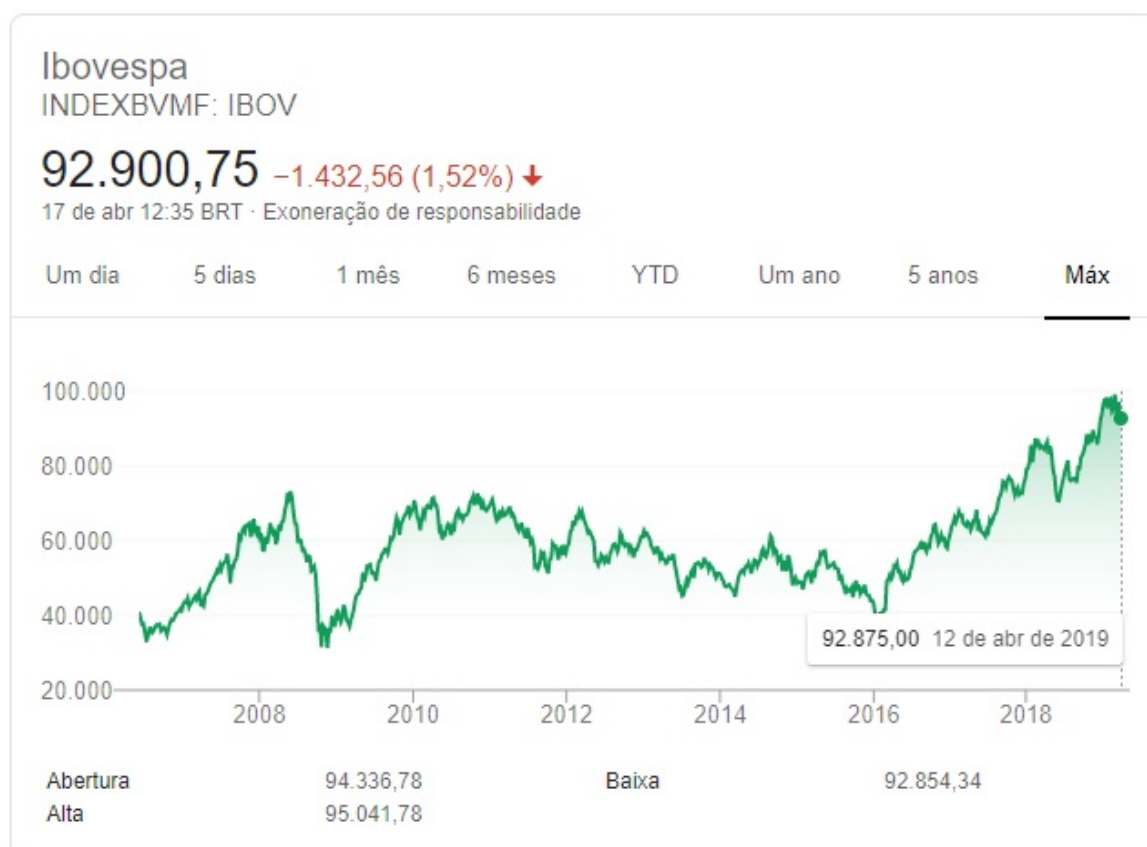 Ibovespa
INDEXBVMF: IBOV
92.900,75 −1.432,56 (1,52%)
17 de abr 12:35 BRT · Exoneração de responsabilidade
Um dia 5 dias 1 mês 6 meses YTD Um ano 5 anos Máx
100.000
80.000
60.000
40.000
92.875,00 12 de abr de 2019
20.000
2008 2010 2012 2014 2016 2018
Abertura 94.336,78 Baixa 92.854,34
Alta 95.041,78